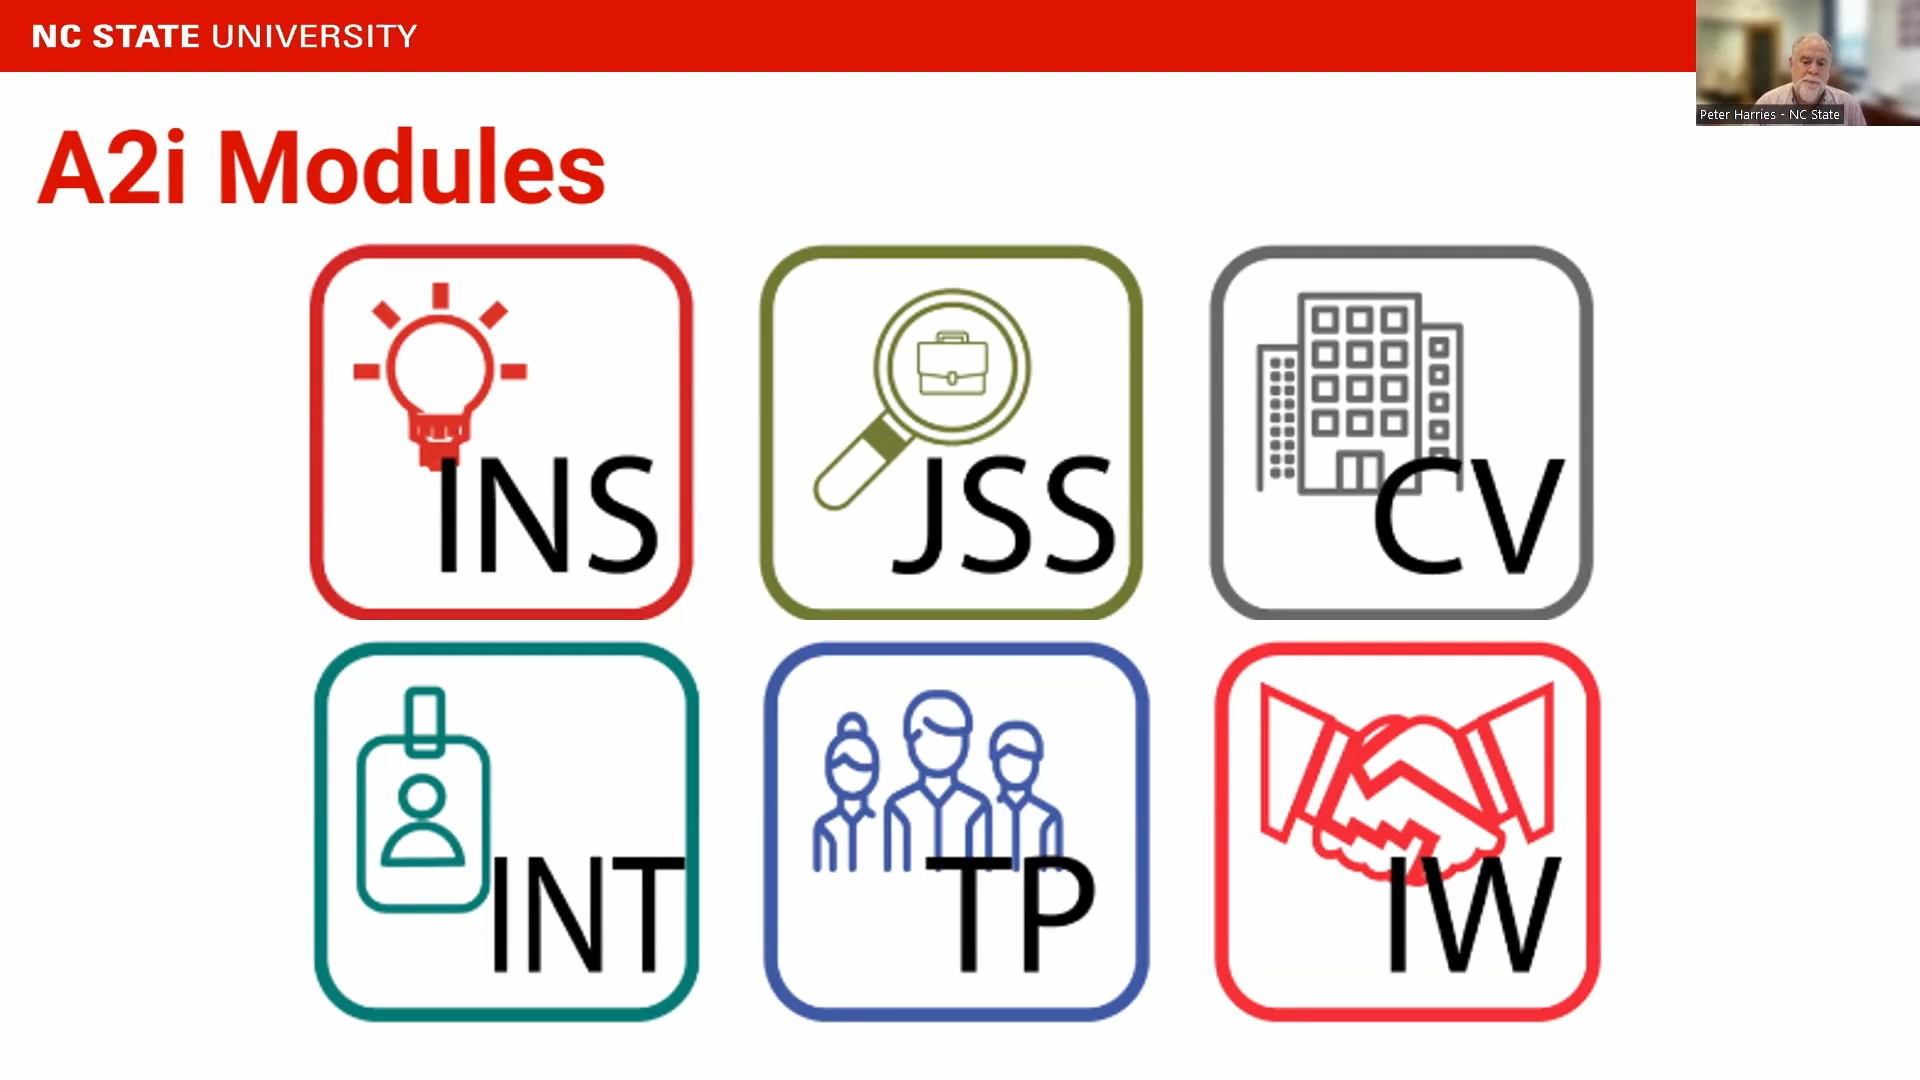 NC STATE UNIVERSITY
Peter Harries - NC State
A2i Modules
INS
JSS
CV
INT
TP
IW